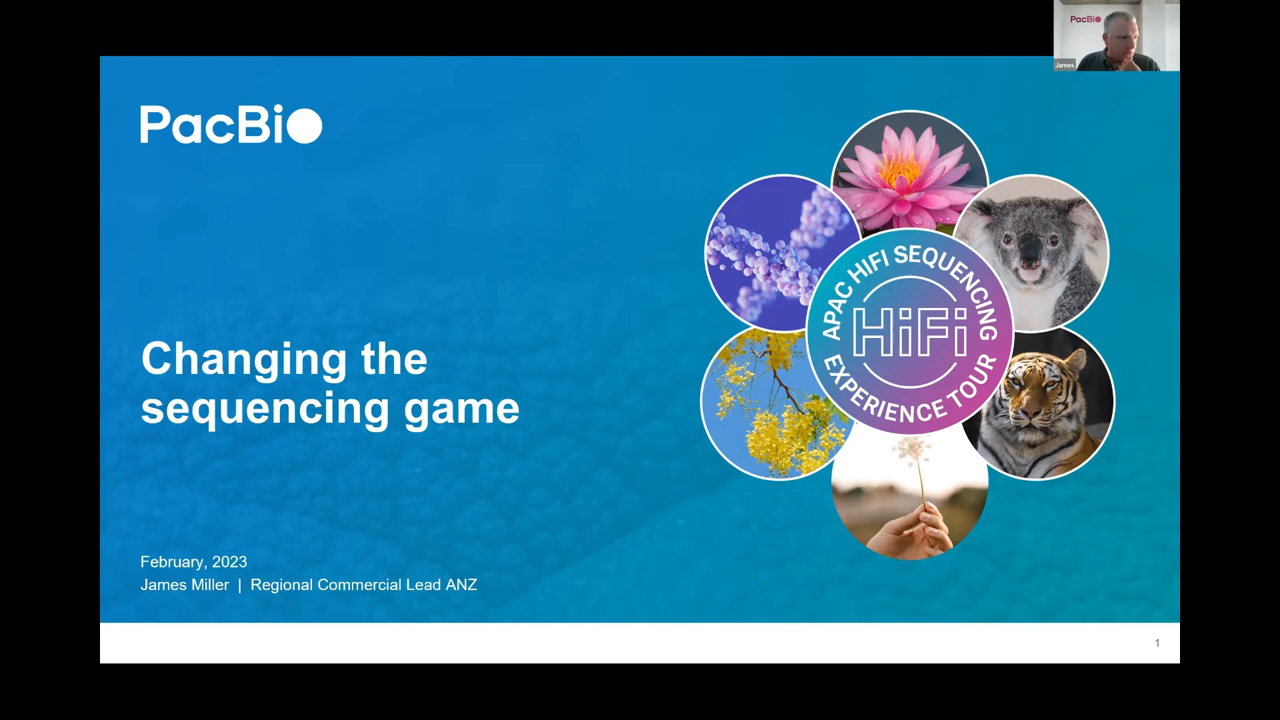 PacBio
James
PacBio
Changing the
sequencing game
APAC HIFI SEQUENCING
HiFi
EXPERIENCE TOUR
February, 2023
James Miller | Regional Commercial Lead ANZ
1